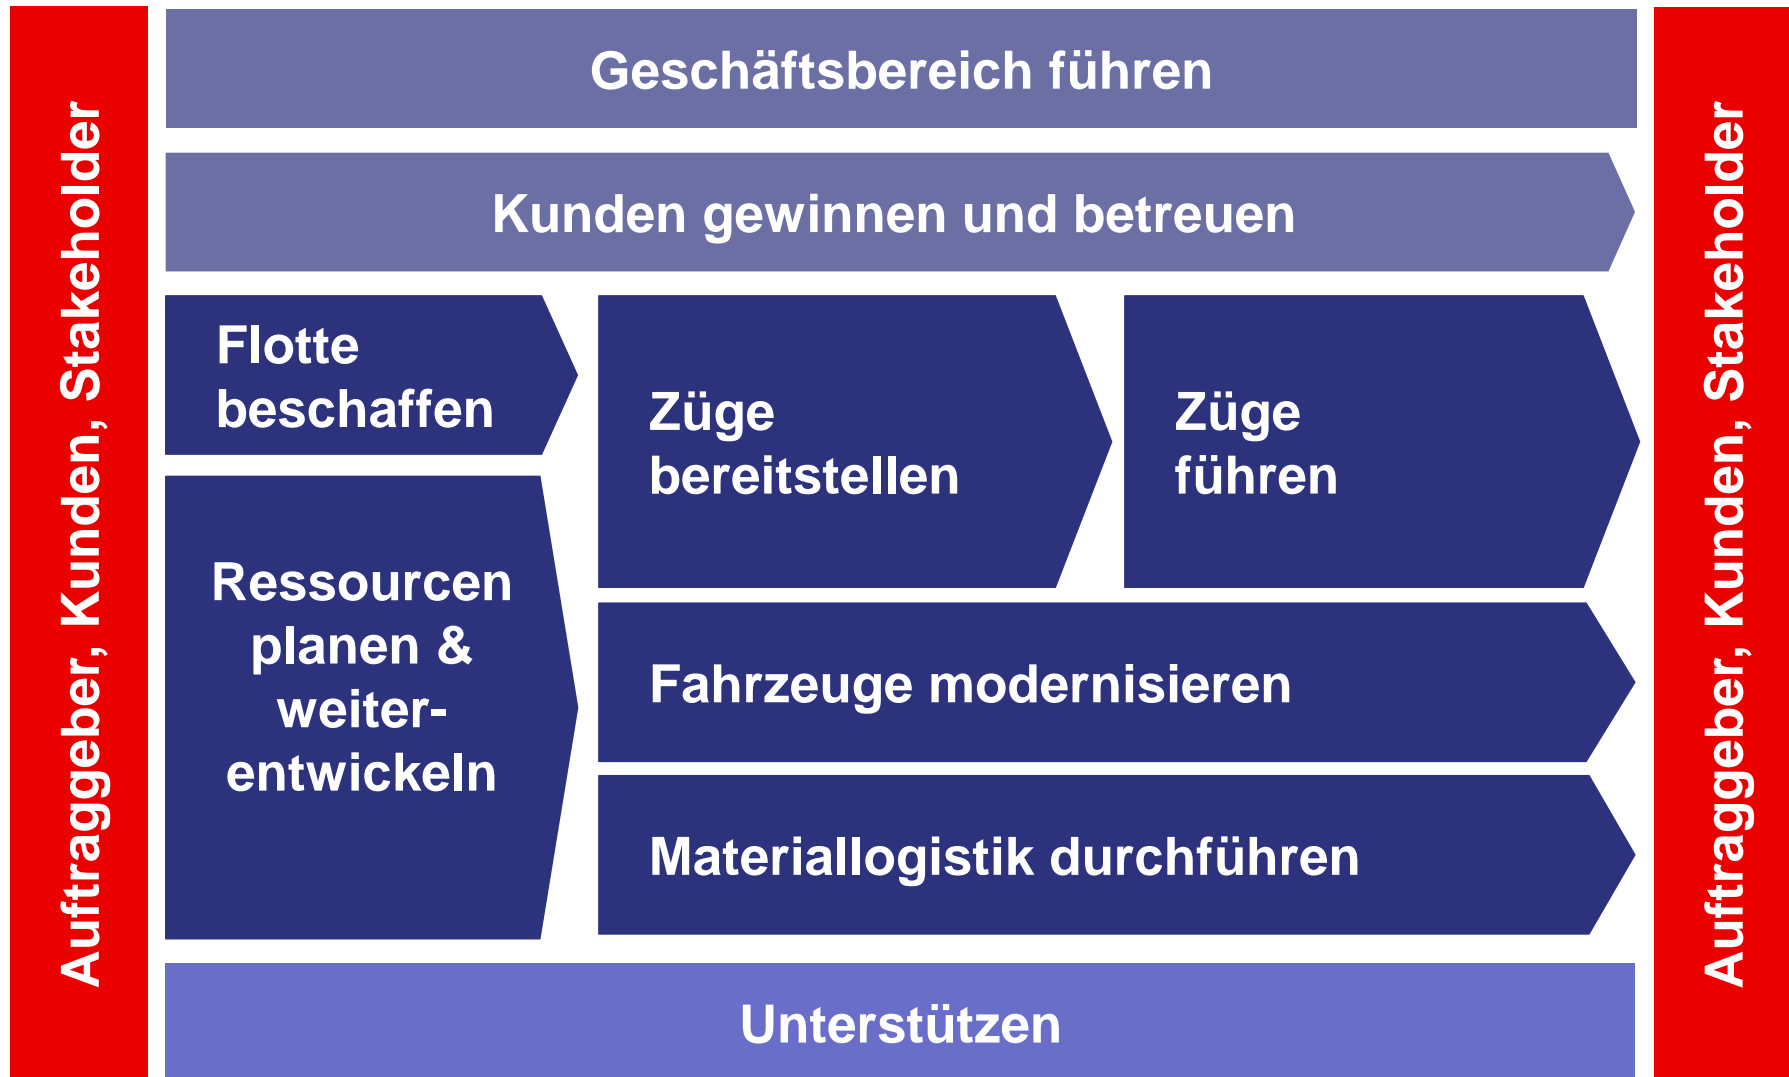 Auftraggeber, Kunden, Stakeholder
Geschäftsbereich führen
Kunden gewinnen und betreuen
Flotte
beschaffen
Ressourcen
planen &
weiter-
entwickeln
Züge
bereitstellen
Züge
führen
Fahrzeuge modernisieren
Materiallogistik durchführen
Unterstützen
Auftraggeber, Kunden, Stakeholder